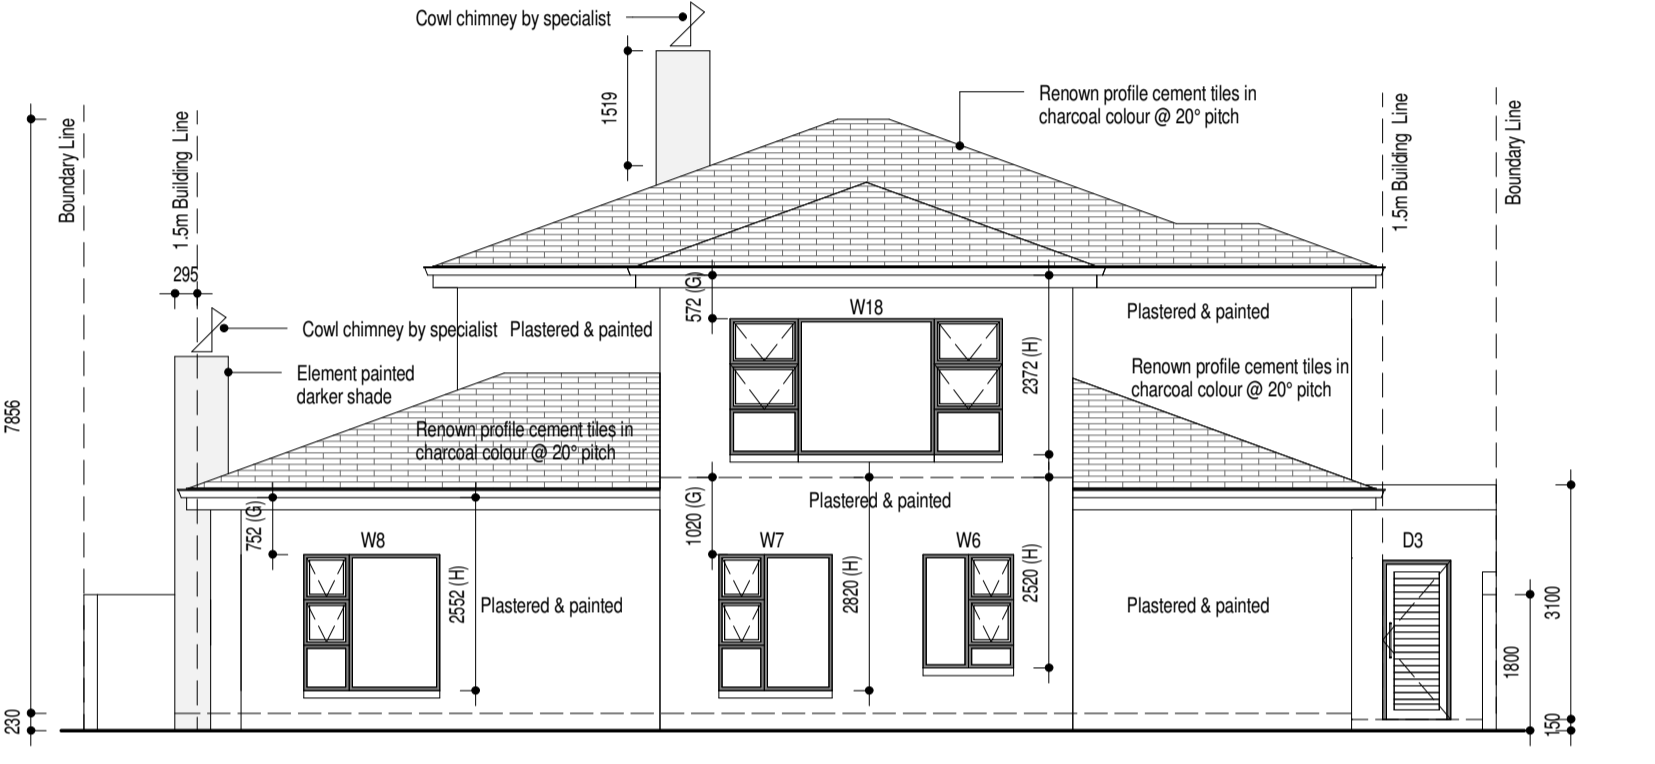 Cowl chimney by specialist
1519
Renown profile cement tiles in
charcoal colour @ 20° pitch
Boundary Line
1.5m Building Line
1.5m Building Line
Boundary Line
295
572 (G)
W18
Plastered & painted
Cowl chimney by specialist
Plastered & painted
Element painted
darker shade
2372 (H)
Renown profile cement tiles in
charcoal colour @ 20° pitch
7856
Renown profile cement tiles in
charcoal colour @ 20° pitch
752 (G)
1020 (G)
Plastered & painted
W8
W7
W6
D3
2552 (H)
Plastered & painted
2820 (H)
2520 (H)
Plastered & painted
3100
1800
230
150